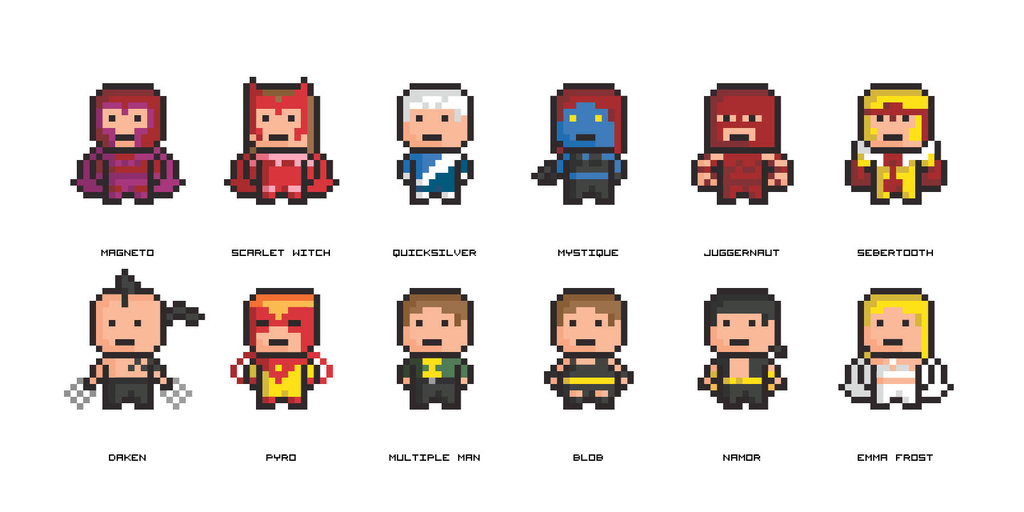 MAGNETO
SCARLET WITCH
QUICKSILVER
MYSTIQUE
JUGGERNAUT
SEBERTOOTH
DAKEN
PYRO
MULTIPLE MAN
BLOB
NAMOR
EMMA FROST